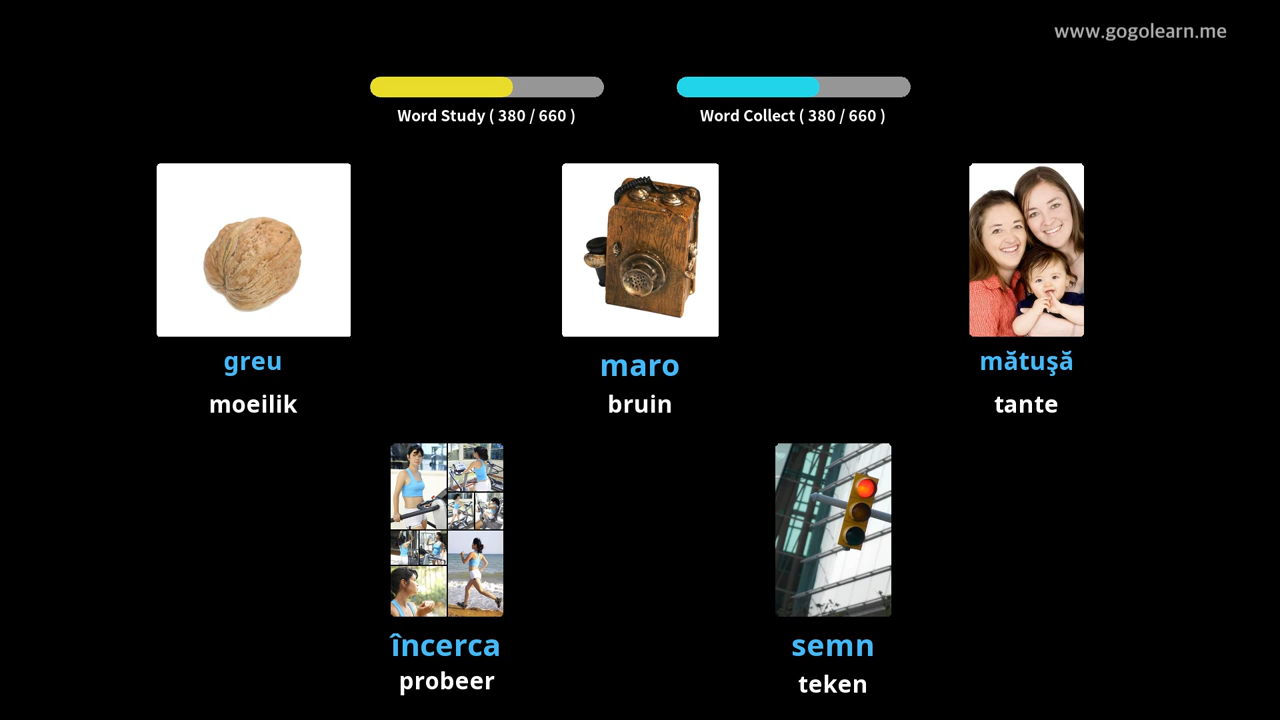 www.gogolearn.me
Word Study ( 380 / 660 )
Word Collect ( 380 / 660 )
greu
moeilik
maro
bruin
mătuşă
tante
încerca
probeer
semn
teken